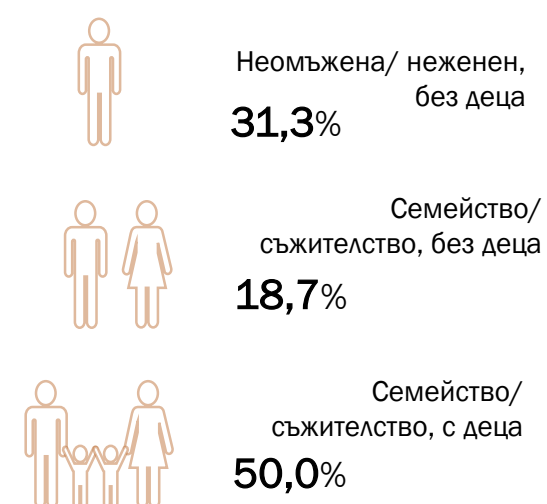 Неомъжена/ неженен,
без деца
31,3%
Семейство/
съжителство, без деца
18,7%
Семейство/
съжителство, с деца
50,0%